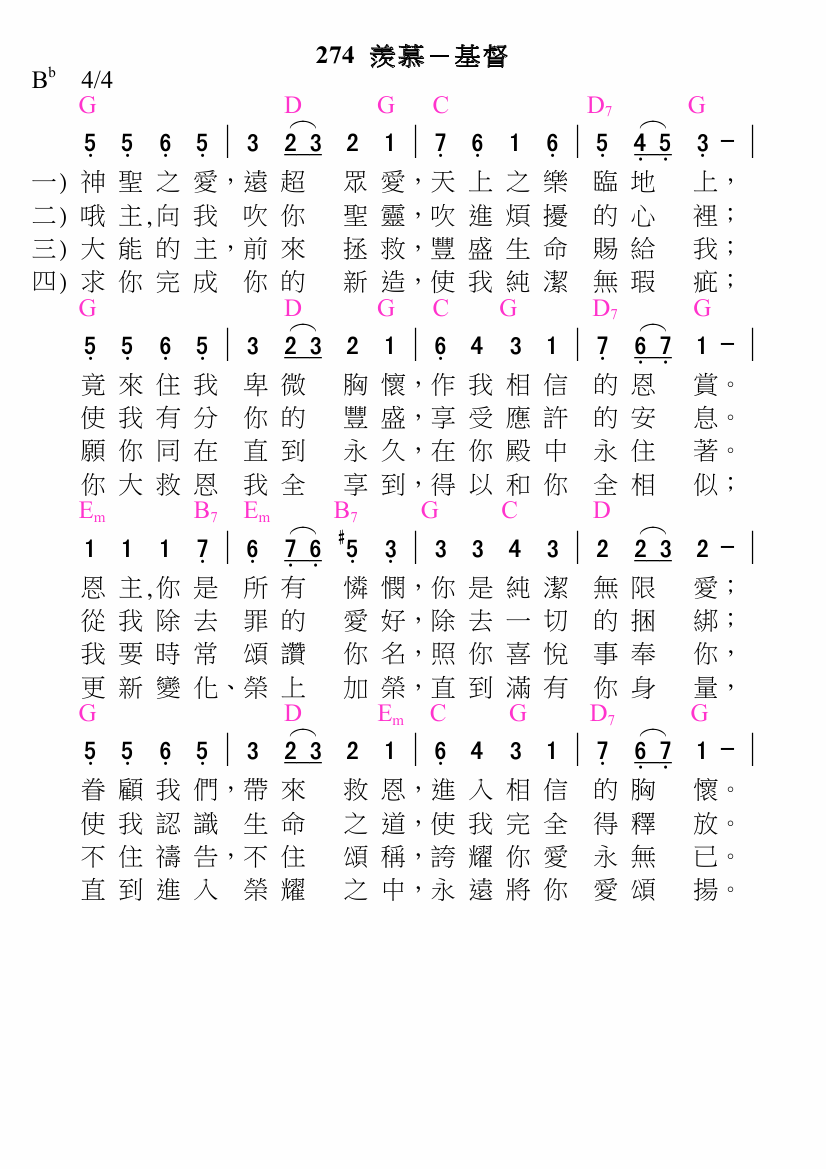 274 羨慕－基督
Bb 4/4
G D G C D7 G
5 5 6 5 | 3 2 3 2 1 | 7 6 1 6 | 5 4 5 3 － |
一) 神聖之愛，遠超眾愛，天上之樂臨地上，
二) 哦主,向我吹你聖靈，吹進煩擾的心裡；
三) 大能的主，前來拯救，豐盛生命賜給我；
四) 求你完成你的新造，使我純潔無瑕疵；
G D G C G D7 G
5 5 6 5 | 3 2 3 2 1 | 6 4 3 1 | 7 6 7 1 － |
竟來住我卑微胸懷，作我相信的恩賞。
使我有分你的豐盛，享受應許的安息。
願你同在直到永久，在你殿中永住著。
你大救恩我全享到，得以和你全相似；
Em B7 Em B7 G C D
1 1 1 7 | 6 7 6 #5 3 | 3 3 4 3 | 2 2 3 2 － |
恩主,你是所有憐憫，你是純潔無限愛；
從我除去罪的愛好，除去一切的捆綁；
我要時常頌讚你名，照你喜悅事奉你，
更新變化、榮上加榮，直到滿有你身量，
G D Em C G D7 G
5 5 6 5 | 3 2 3 2 1 | 6 4 3 1 | 7 6 7 1 － |
眷顧我們，帶來救恩，進入相信的胸懷。
使我認識生命之道，使我完全得釋放。
不住禱告，不住頌稱，誇耀你愛永無已。
直到進入榮耀之中，永遠將你愛頌揚。